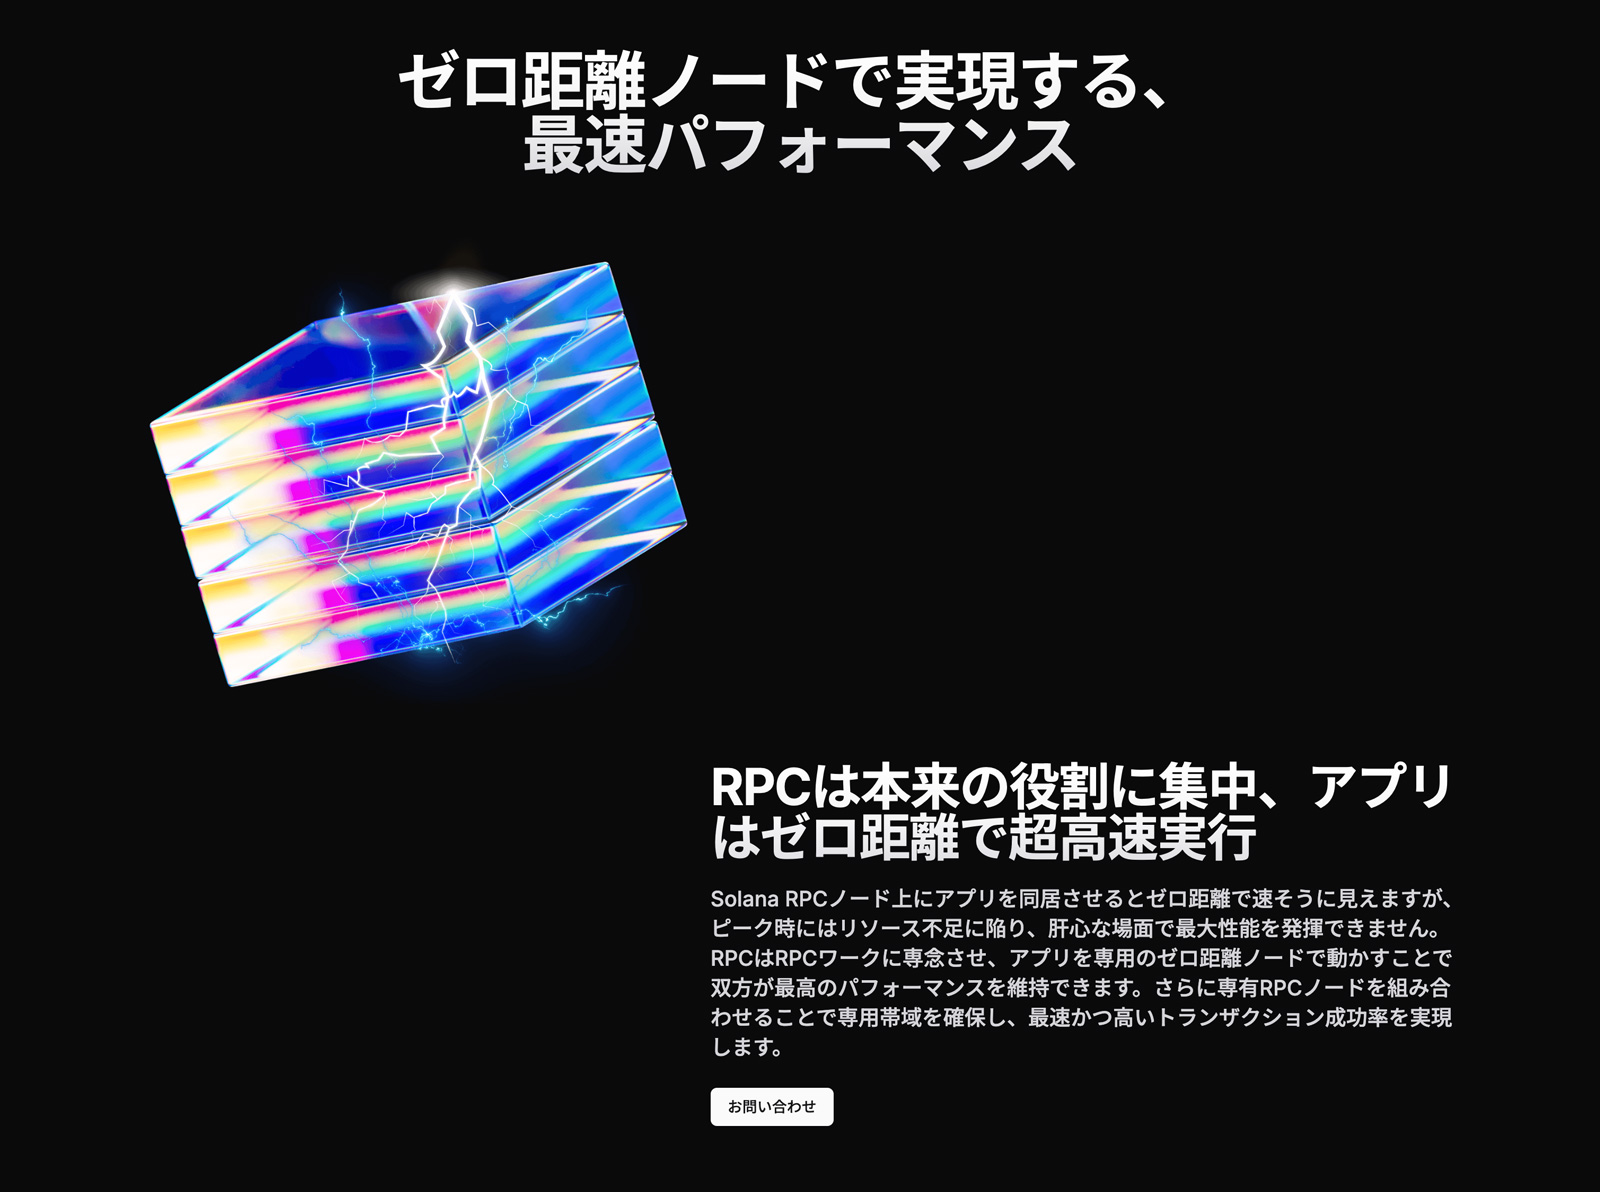 ゼロ距離ノードで実現する、
最速パフォーマンス
RPCは本来の役割に集中、アプリ
はゼロ距離で超高速実行
Solana RPCノード上にアプリを同居させるとゼロ距離で速そうに見えますが、
ピーク時にはリソース不足に陥り、肝心な場面で最大性能を発揮できません。
RPCはRPCワークに専念させ、アプリを専用のゼロ距離ノードで動かすことで
双方が最高のパフォーマンスを維持できます。さらに専有RPCノードを組み合
わせることで専用帯域を確保し、最速かつ高いトランザクション成功率を実現
します。
お問い合わせ